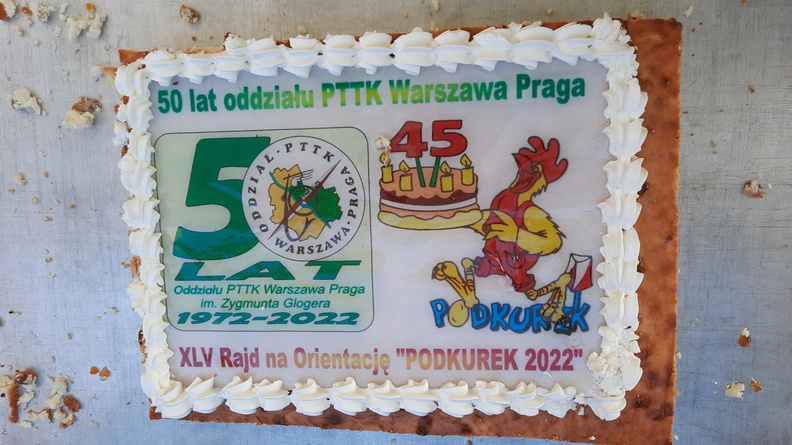 50 lat oddziału PTTK Warszawa Praga
50
ODDZIAŁ · PTTK · WARSZAWA · PRAGA ·
LAT
Oddziału PTTK Warszawa Praga
im. Zygmunta Glogera
1972-2022
45
PODKUREK
XLV Rajd na Orientację "PODKUREK 2022"